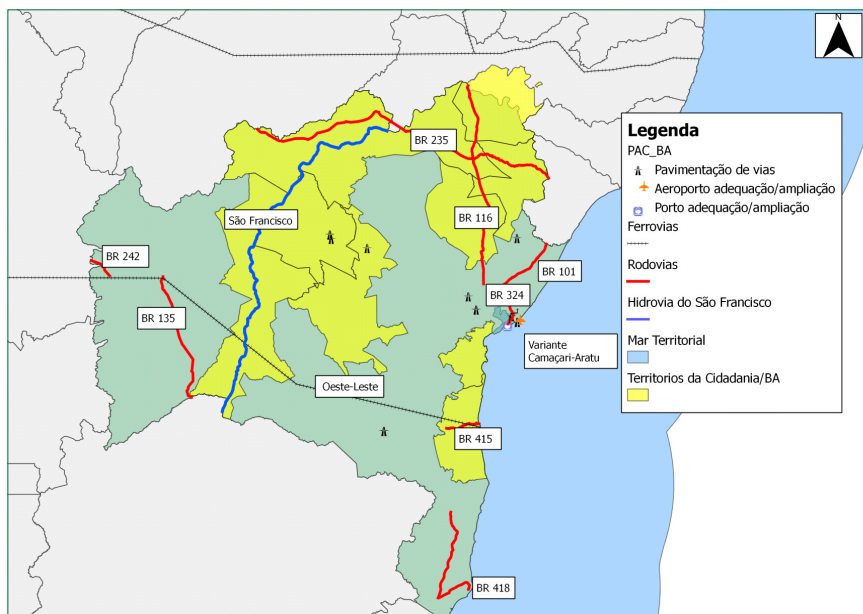 N
BR 235
São Francisco
BR 116
BR 242
BR 101
BR 324
BR 135
Variante
Camaçari-Aratu
Oeste-Leste
BR 415
BR 418
Legenda
PAC_BA
Pavimentação de vias
Aeroporto adequação/ampliação
Porto adequação/ampliação
Ferrovias
Rodovias
Hidrovia do São Francisco
Mar Territorial
Territorios da Cidadania/BA